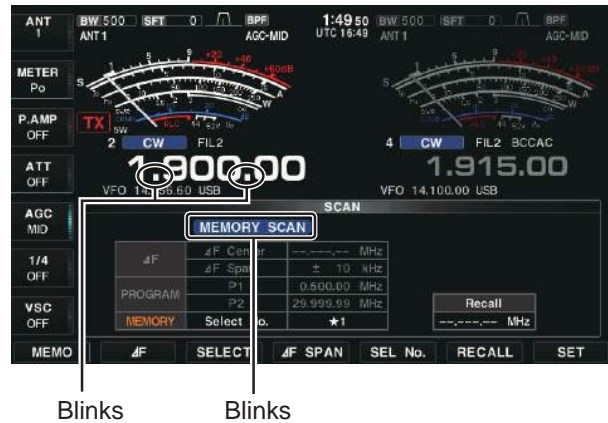 ANT 1 BW 500 SFT 0 BPF 1:49 50 BW 500 SFT 0 BPF
ANT 1 AGC-MID UTC 16:49 ANT 1 AGC-MID
METER Po
P.AMP OFF
TX 5W
2 CW FIL2 4 CW FIL2 BCCAC
ATT OFF
1.900.00 1.915.00
VFO USB VFO 14.100.00 USB
SCAN
AGC MID
MEMORY SCAN
1/4 OFF
⊿F ⊿F Center --.---.-- MHz
⊿F Span ± 10 kHz
PROGRAM P1 0.500.00 MHz
P2 29.999.99 MHz
VSC OFF
Recall
MEMORY Select No. ★1 --.---.-- MHz
MEMO ⊿F SELECT ⊿F SPAN SEL No. RECALL SET
Blinks Blinks